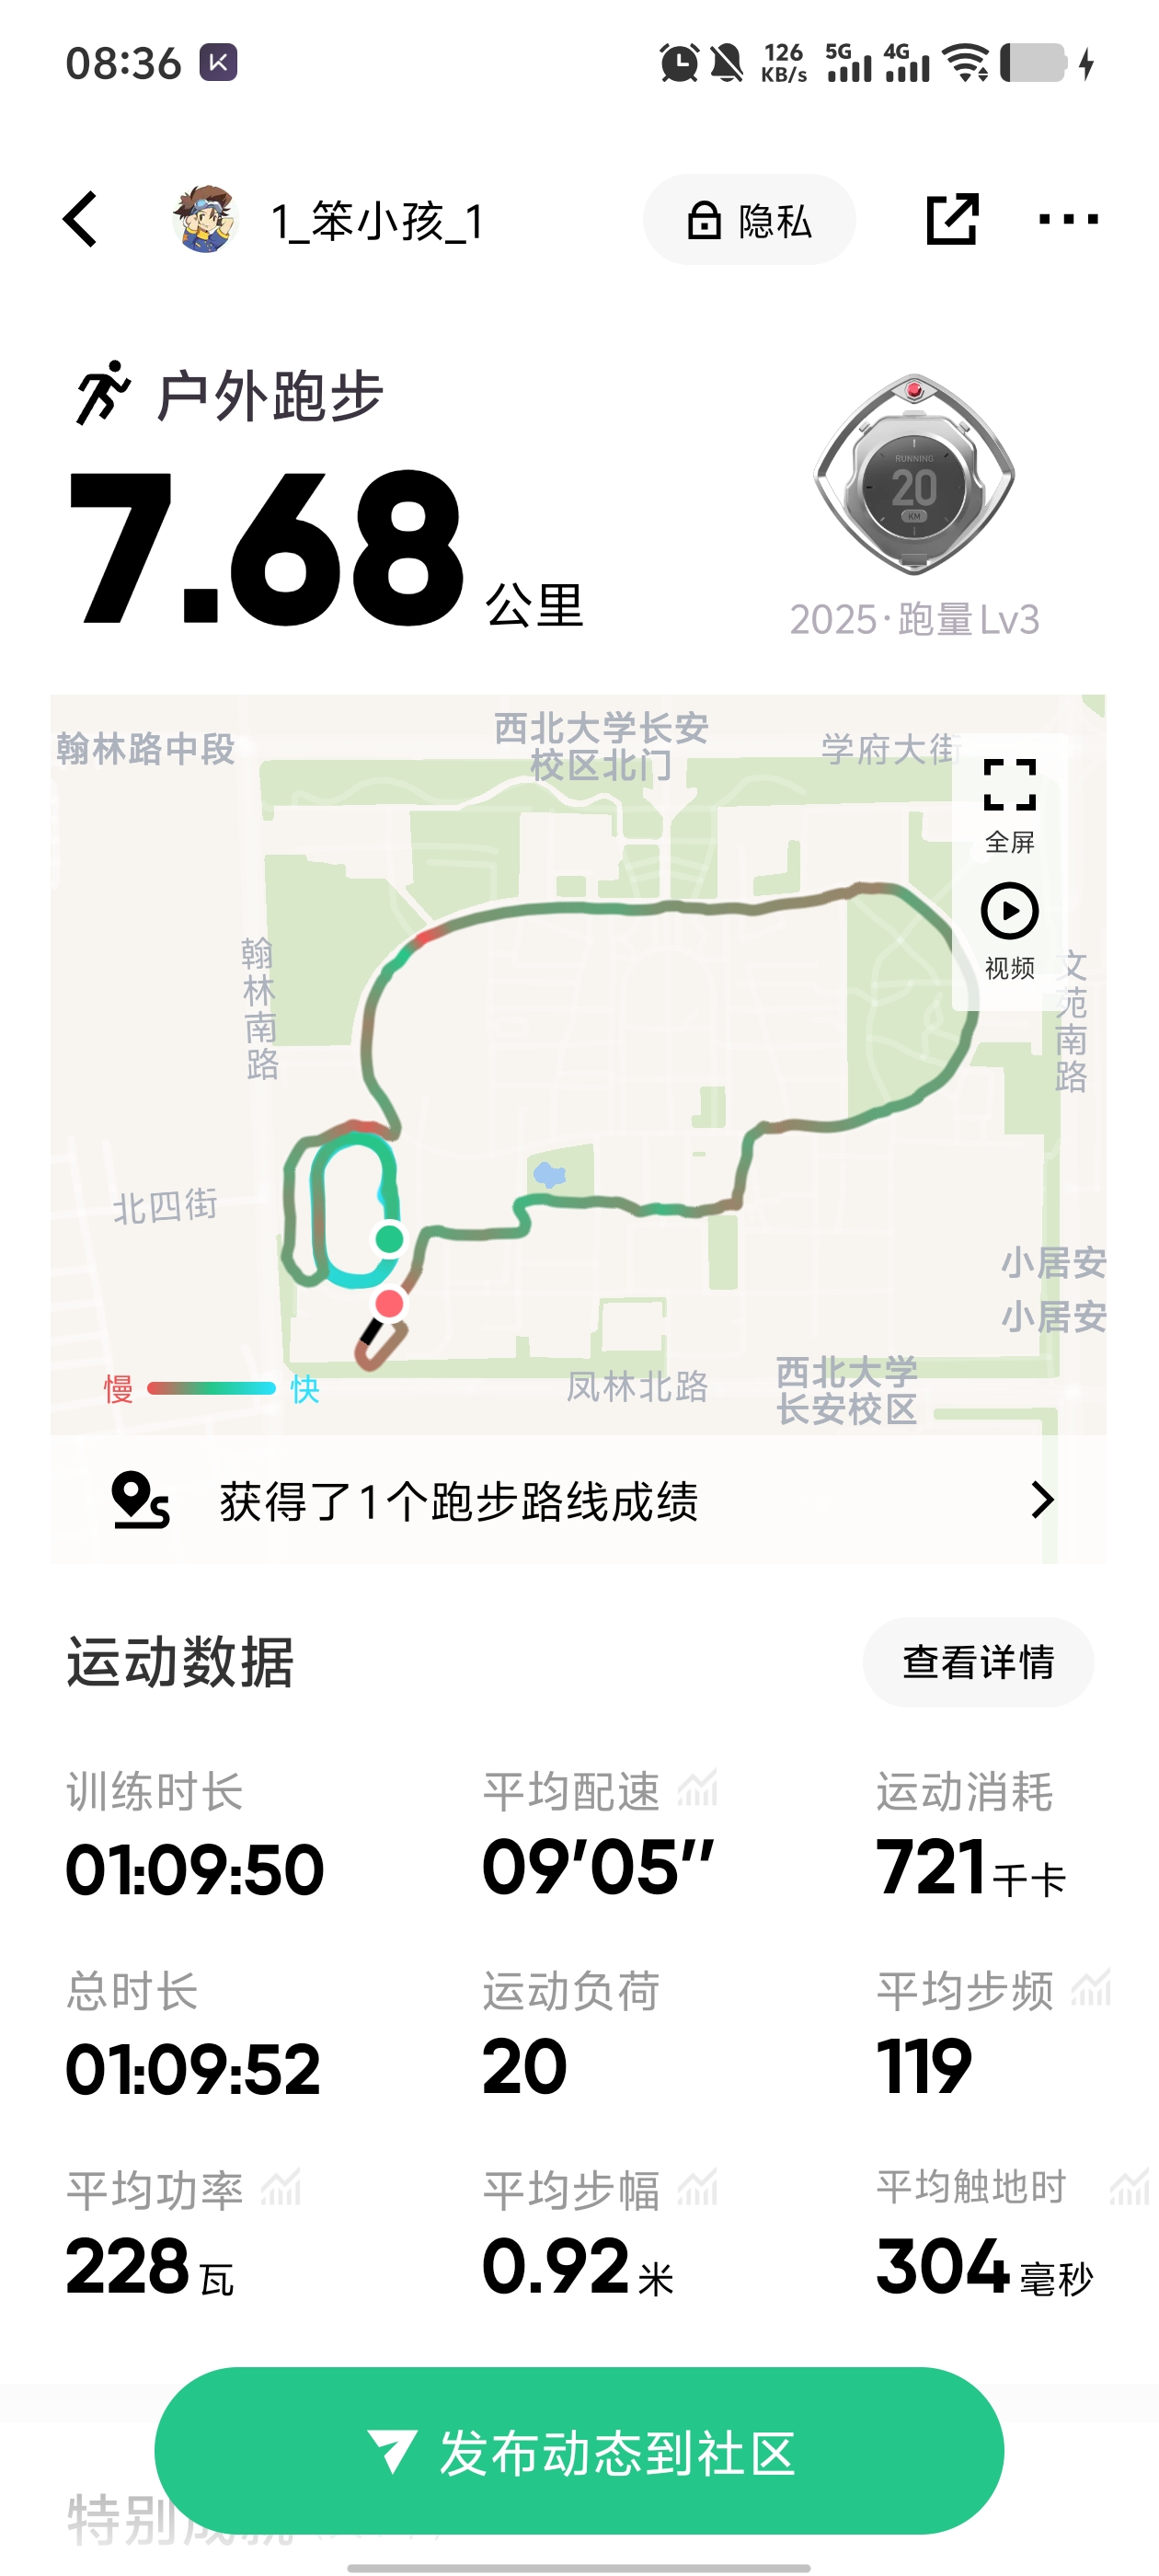 08:36
126 KB/s
5G
4G
1_笨小孩_1
隐私
户外跑步
7.68 公里
RUNNING
20
KM
2025·跑量Lv3
翰林路中段
西北大学长安
校区北门
学府大街
全屏
视频
翰林南路
文苑南路
北四街
小居安
小居安
凤林北路
西北大学
长安校区
慢
快
获得了1个跑步路线成绩
运动数据
查看详情
训练时长
平均配速
运动消耗
01:09:50
09'05''
721千卡
总时长
运动负荷
平均步频
01:09:52
20
119
平均功率
平均步幅
平均触地时
228 瓦
0.92 米
304 毫秒
发布动态到社区
特别成就